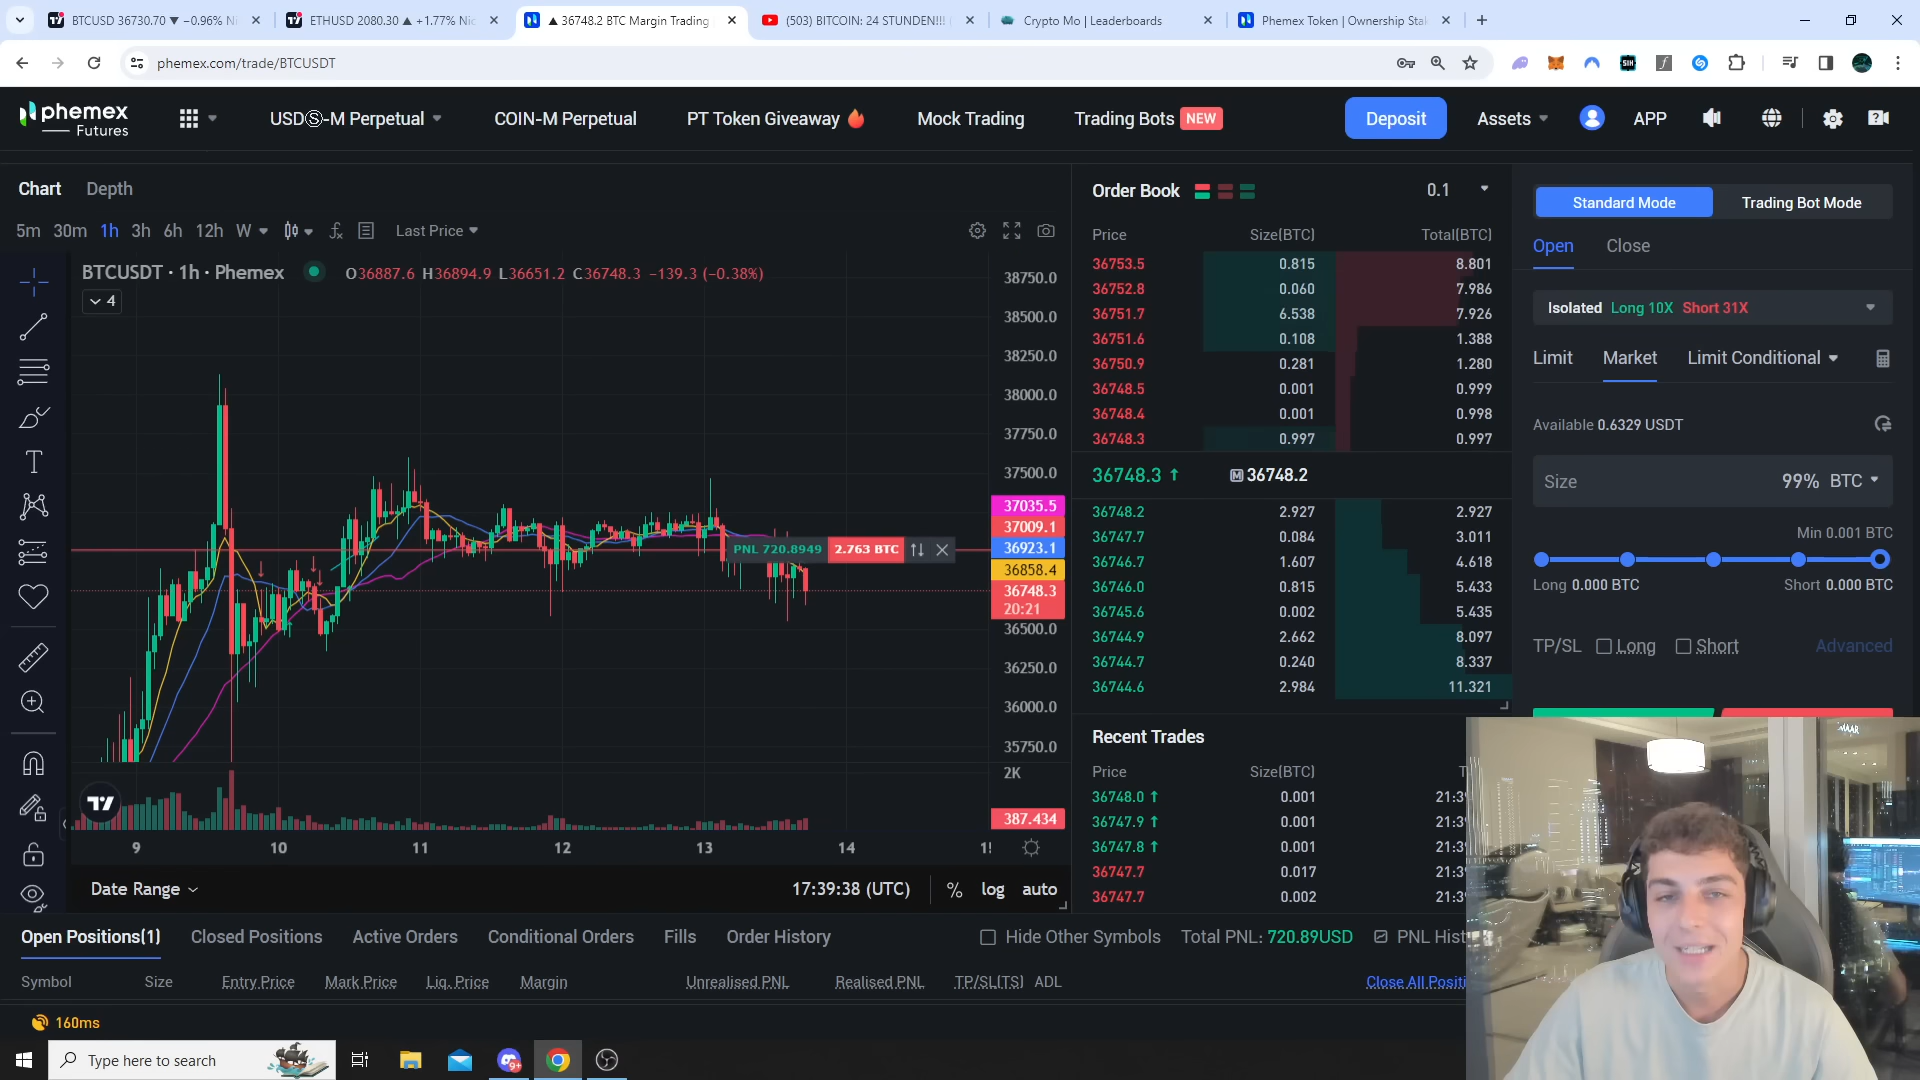 BTCUSD 36730.70 ▼ −0.96% Ni
ETHUSD 2080.30 ▲ +1.77% Nic
▲ 36748.2 BTC Margin Trading
(503) BITCOIN: 24 STUNDEN!!!
Crypto Mo | Leaderboards
Phemex Token | Ownership Stak
phemex.com/trade/BTCUSDT
phemex
Futures
USDⓈ-M Perpetual
COIN-M Perpetual
PT Token Giveaway
Mock Trading
Trading Bots NEW
Deposit
Assets
APP
Chart Depth
5m 30m 1h 3h 6h 12h W
Last Price
BTCUSDT · 1h · Phemex
O36887.6 H36894.9 L36651.2 C36748.3 −139.3 (−0.38%)
4
38750.0
38500.0
38250.0
38000.0
37750.0
37500.0
37035.5
37009.1
36923.1
36858.4
36748.3
20:21
36500.0
36250.0
36000.0
35750.0
2K
387.434
PNL 720.8949 2.763 BTC
9 10 11 12 13 14
Date Range
17:39:38 (UTC)
% log auto
Order Book
0.1
Price Size(BTC) Total(BTC)
36753.5 0.815 8.801
36752.8 0.060 7.986
36751.7 6.538 7.926
36751.6 0.108 1.388
36750.9 0.281 1.280
36748.5 0.001 0.999
36748.4 0.001 0.998
36748.3 0.997 0.997
36748.3 ↑ M 36748.2
36748.2 2.927 2.927
36747.7 0.084 3.011
36746.7 1.607 4.618
36746.0 0.815 5.433
36745.6 0.002 5.435
36744.9 2.662 8.097
36744.7 0.240 8.337
36744.6 2.984 11.321
Recent Trades
Price Size(BTC)
36748.0 ↑ 0.001
36747.9 ↑ 0.001
36747.8 ↑ 0.001
36747.7 0.017
36747.7 0.002
Standard Mode
Trading Bot Mode
Open Close
Isolated Long 10X Short 31X
Limit Market Limit Conditional
Available 0.6329 USDT
Size 99% BTC
Min 0.001 BTC
Long 0.000 BTC Short 0.000 BTC
TP/SL Long Short Advanced
Open Positions(1)
Closed Positions
Active Orders
Conditional Orders
Fills
Order History
Hide Other Symbols
Total PNL: 720.89USD
PNL Hist
Symbol Size Entry Price Mark Price Liq. Price Margin Unrealised PNL Realised PNL TP/SL(TS) ADL
Close All Positi
160ms
Type here to search